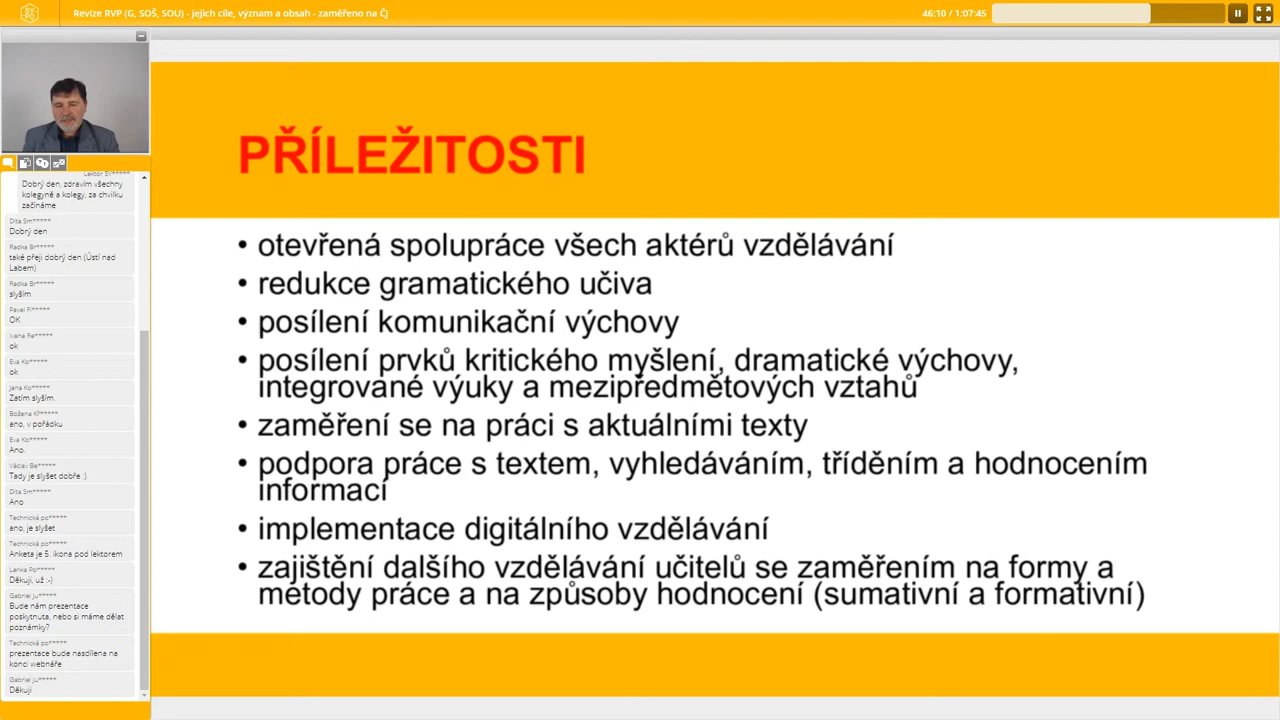 Revize RVP (G, SOŠ, SOU) - jejich cíle, význam a obsah - zaměřeno na Čj
46:10 / 1:07:45
PŘÍLEŽITOSTI
• otevřená spolupráce všech aktérů vzdělávání
• redukce gramatického učiva
• posílení komunikační výchovy
• posílení prvků kritického myšlení, dramatické výchovy,
integrované výuky a mezipředmětových vztahů
• zaměření se na práci s aktuálními texty
• podpora práce s textem, vyhledáváním, tříděním a hodnocením
informací
• implementace digitálního vzdělávání
• zajištění dalšího vzdělávání učitelů se zaměřením na formy a
metody práce a na způsoby hodnocení (sumativní a formativní)
Lektor SY*****
Dobrý den, zdravím všechny
kolegyně a kolegy, za chvilku
začínáme
Dita Sm*****
Dobrý den
Radka Br*****
také přeji dobrý den (Ústí nad
Labem)
Radka Br*****
slyším
Pavel Fi*****
OK
Ivana Re*****
ok
Eva Ko*****
ok
Jana Ko*****
Zatím slyším.
Božena Kř*****
ano, v pořádku
Eva Ko*****
Ano.
Václav Be*****
Tady je slyšet dobře :)
Dita Sm*****
Ano
Technická po*****
ano, je slyšet
Technická po*****
Anketa je 5. ikona pod lektorem
Lenka Po*****
Děkuji, už :-)
Gabriel Ju*****
Bude nám prezentace
poskytnuta, nebo si máme dělat
poznámky?
Technická po*****
prezentace bude nasdílena na
konci webnáře
Gabriel Ju*****
Děkuji